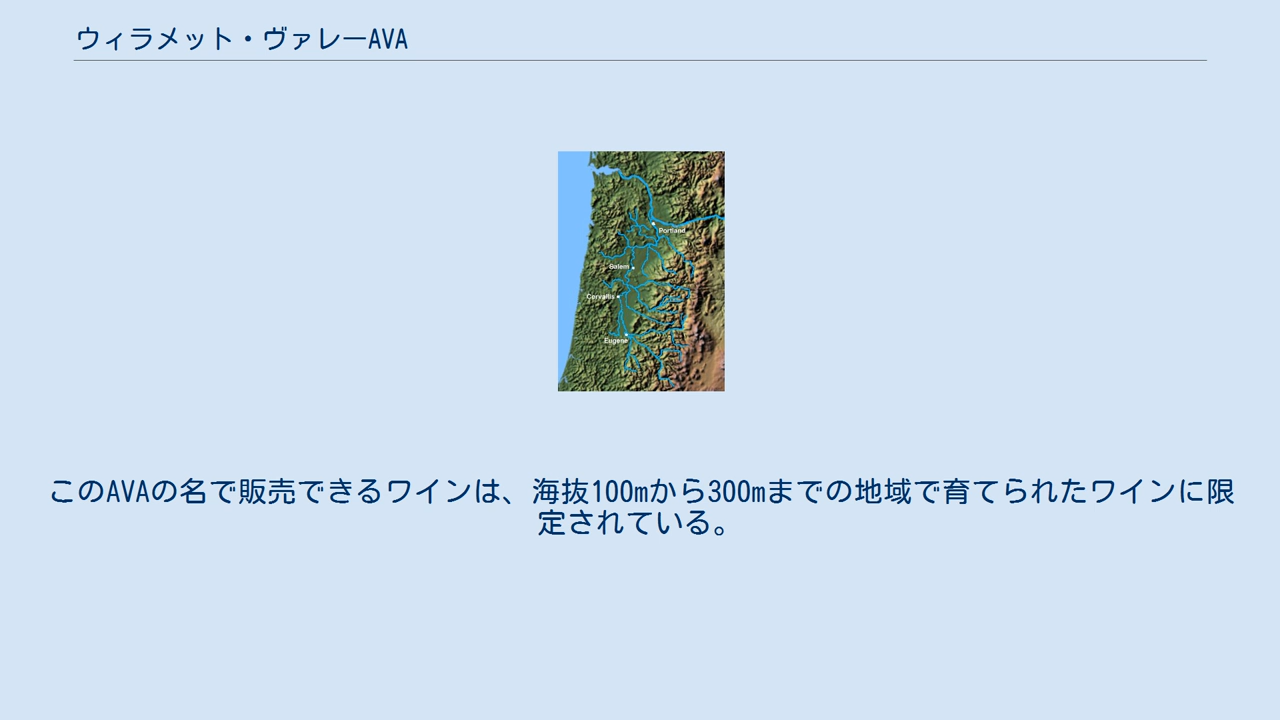 ウィラメット・ヴァレーAVA
Portland
Salem
Corvallis
Eugene
このAVAの名で販売できるワインは、海抜100mから300mまでの地域で育てられたワインに限
定されている。